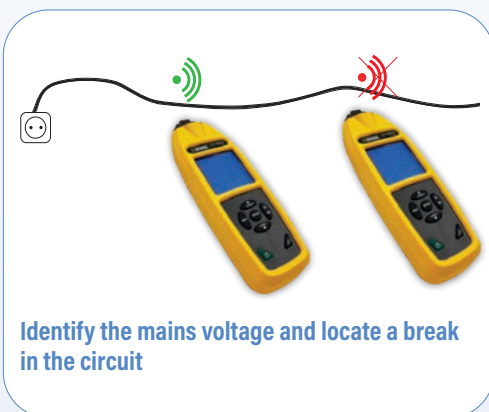 Identify the mains voltage and locate a break
in the circuit